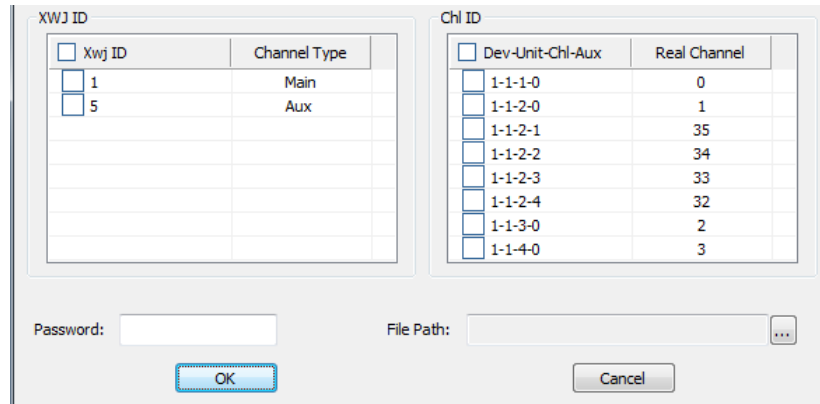 XWJ ID
Xwj ID Channel Type
1 Main
5 Aux
Chl ID
Dev-Unit-Chl-Aux Real Channel
1-1-1-0 0
1-1-2-0 1
1-1-2-1 35
1-1-2-2 34
1-1-2-3 33
1-1-2-4 32
1-1-3-0 2
1-1-4-0 3
Password: File Path: ...
OK Cancel